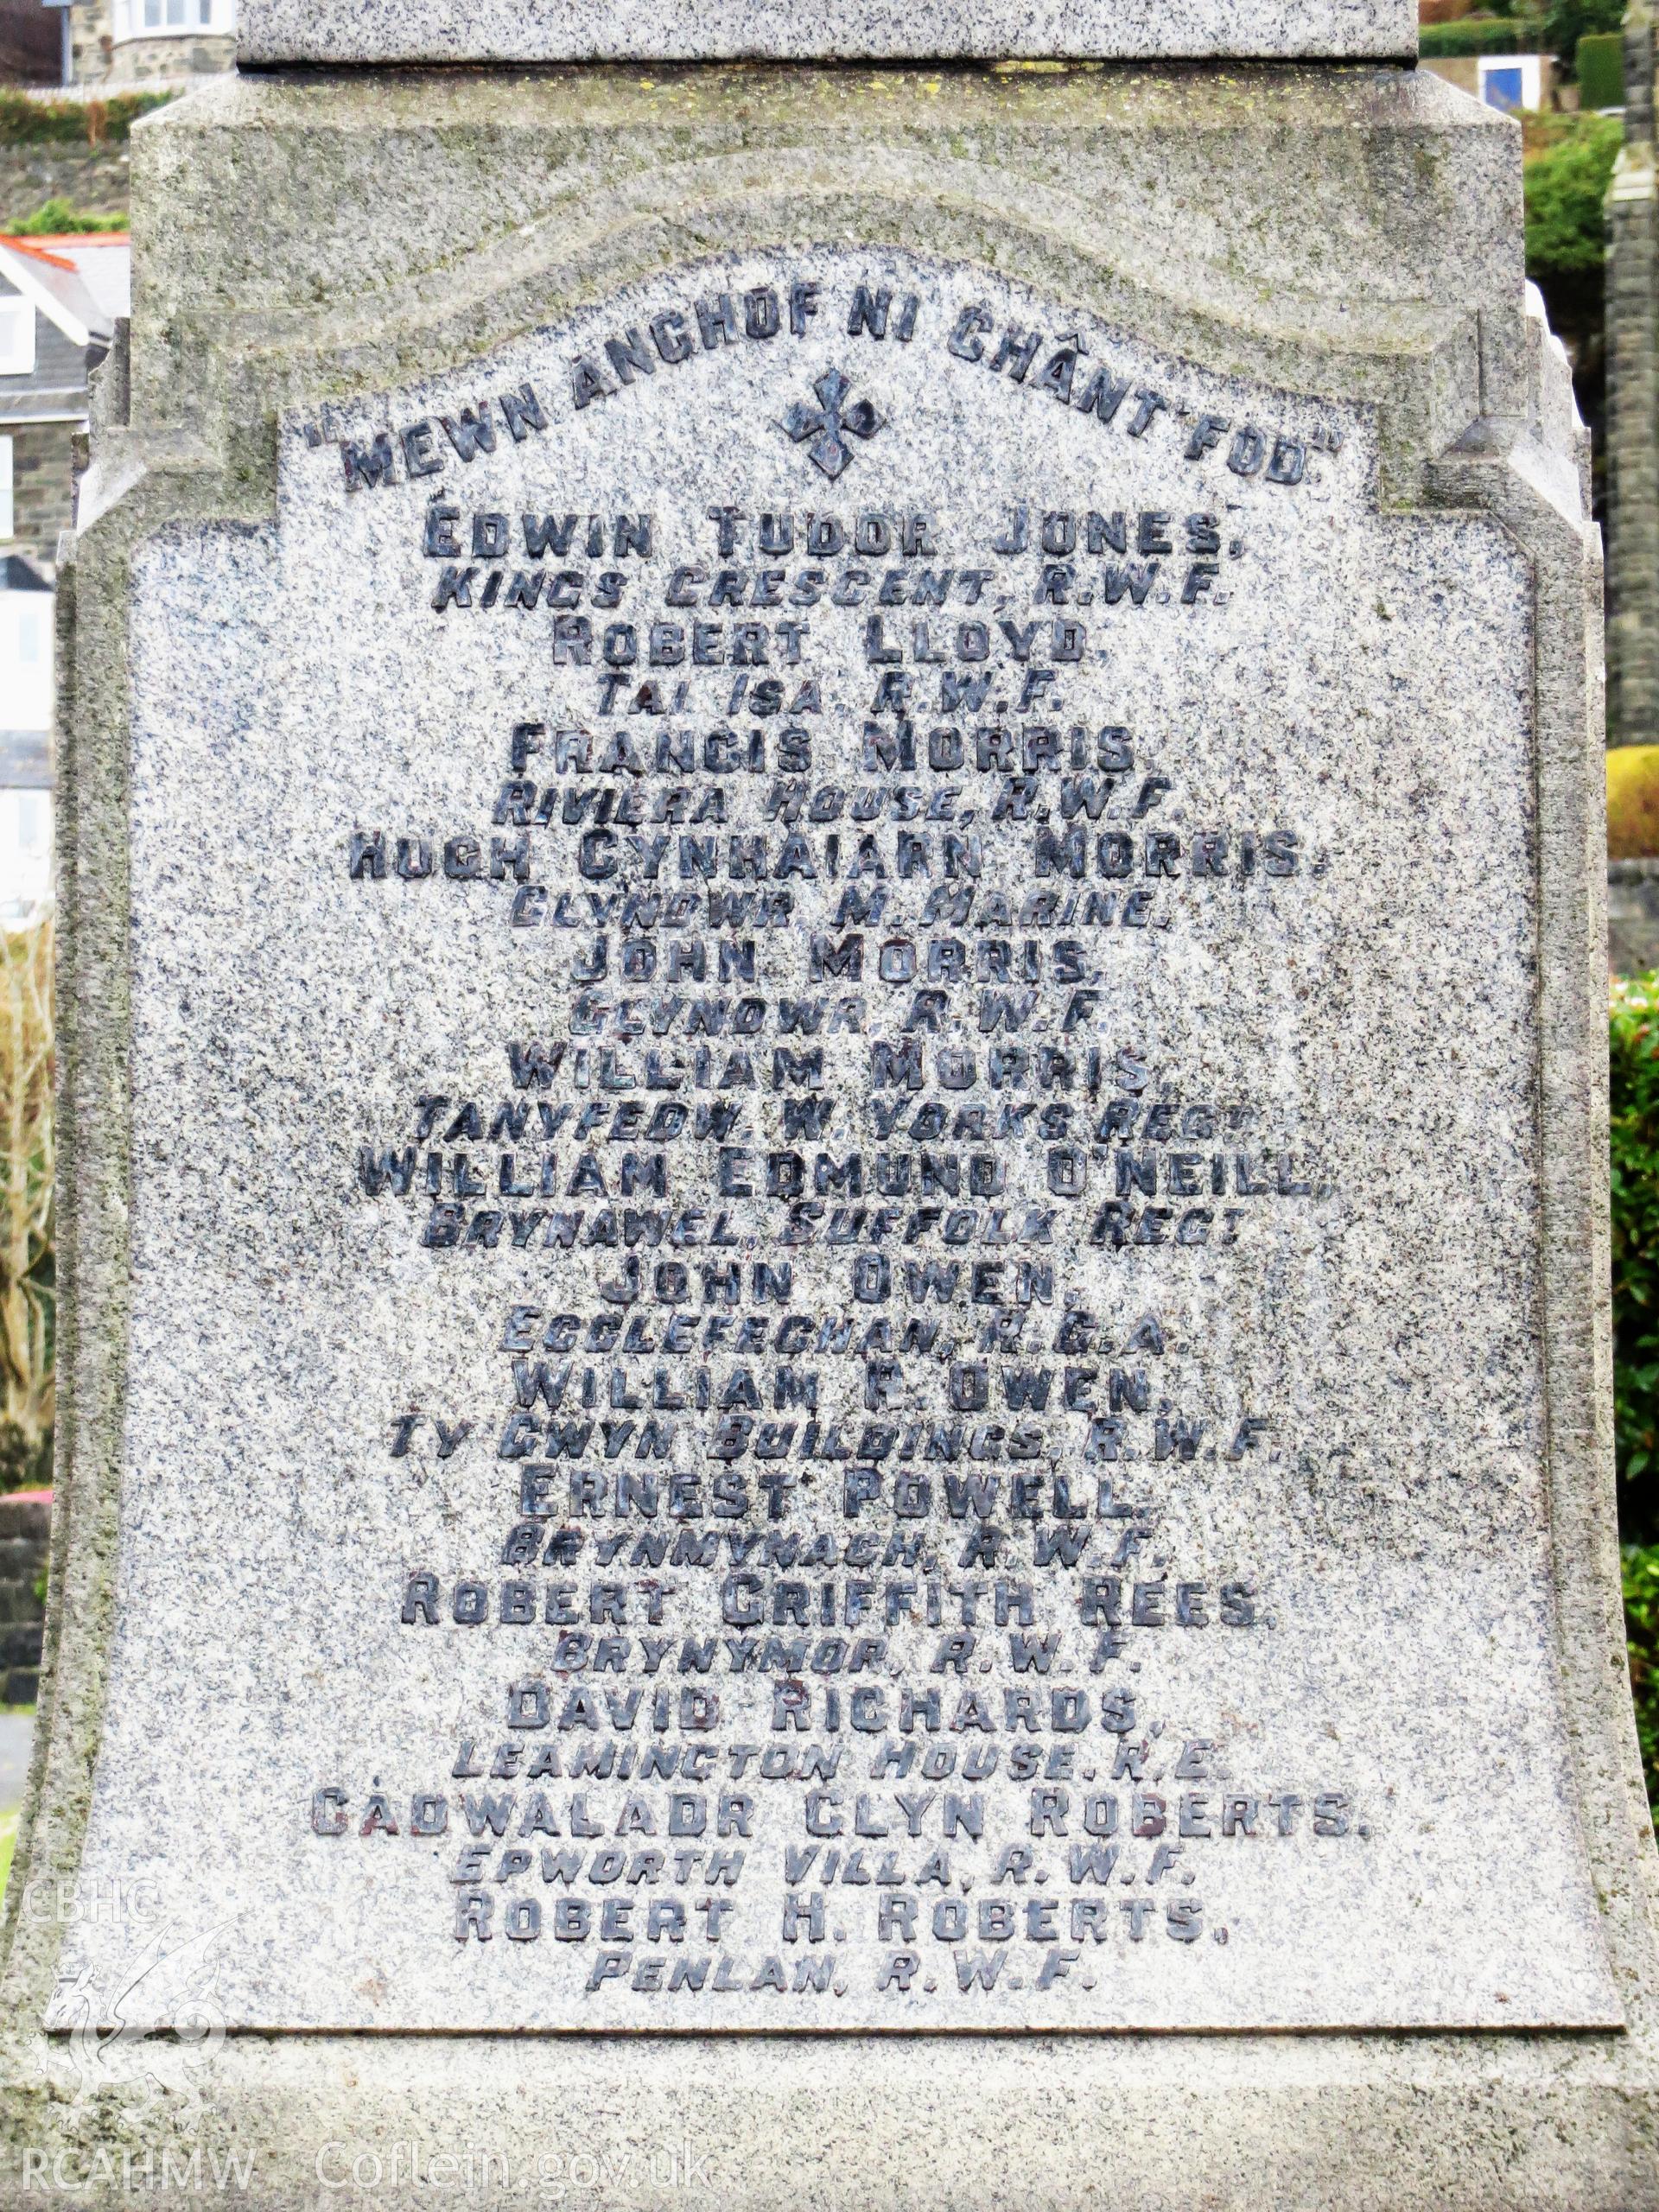 "MEWN ANGHOF NI CHÂNT FOD"
EDWIN TUDOR JONES,
KINGS CRESCENT, R.W.F.
ROBERT LLOYD,
TAI ISA, R.W.F.
FRANCIS MORRIS,
RIVIERA HOUSE, R.W.F.
HUGH CYNHAIARN MORRIS,
GLYNDWR, M. MARINE.
JOHN MORRIS,
GLYNDWR, R.W.F.
WILLIAM MORRIS,
TANYFEDW, W. YORKS REGT
WILLIAM EDMUND O'NEILL,
BRYNAWEL, SUFFOLK REGT
JOHN OWEN,
EGGLEFECHAN, R.G.A.
WILLIAM P. OWEN,
TY GWYN BUILDINGS, R.W.F.
ERNEST POWELL,
BRYNMYNACH, R.W.F.
ROBERT GRIFFITH REES,
BRYNYMOR, R.W.F.
DAVID RICHARDS,
LEAMINGTON HOUSE, R.E.
CADWALADR GLYN ROBERTS,
EPWORTH VILLA, R.W.F.
ROBERT H. ROBERTS,
PENLAN, R.W.F.
CBHC
RCAHMW Coflein.gov.uk